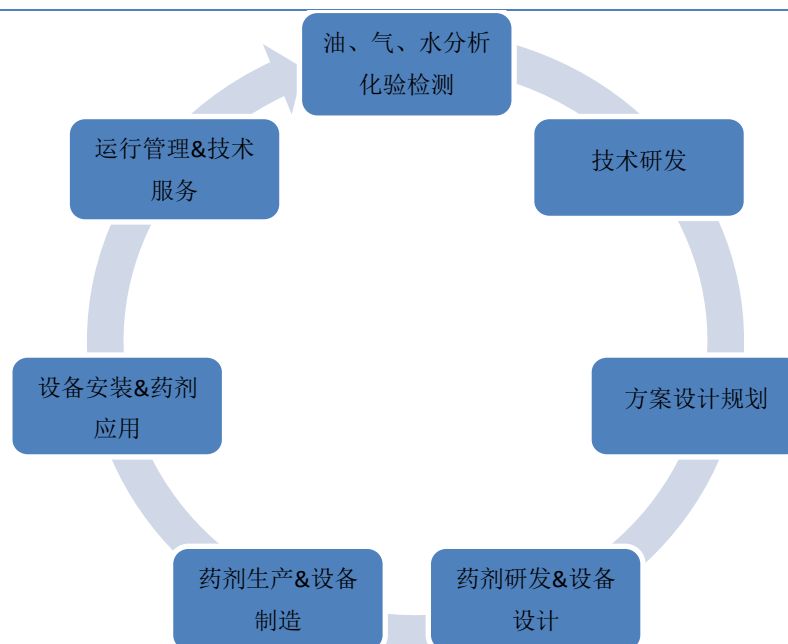 油、气、水分析
化验检测
技术研发
方案设计规划
药剂研发&设备
设计
药剂生产&设备
制造
设备安装&药剂
应用
运行管理&技术
服务